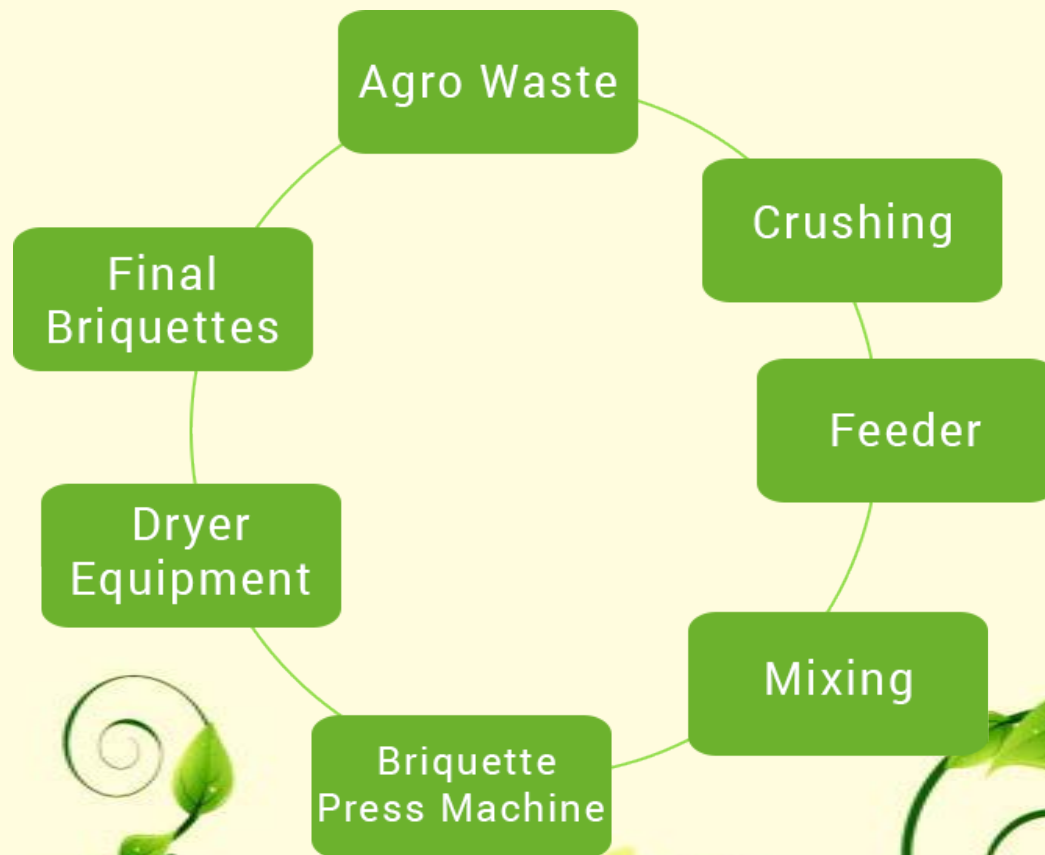 Agro Waste
Crushing
Feeder
Mixing
Briquette
Press Machine
Dryer
Equipment
Final
Briquettes